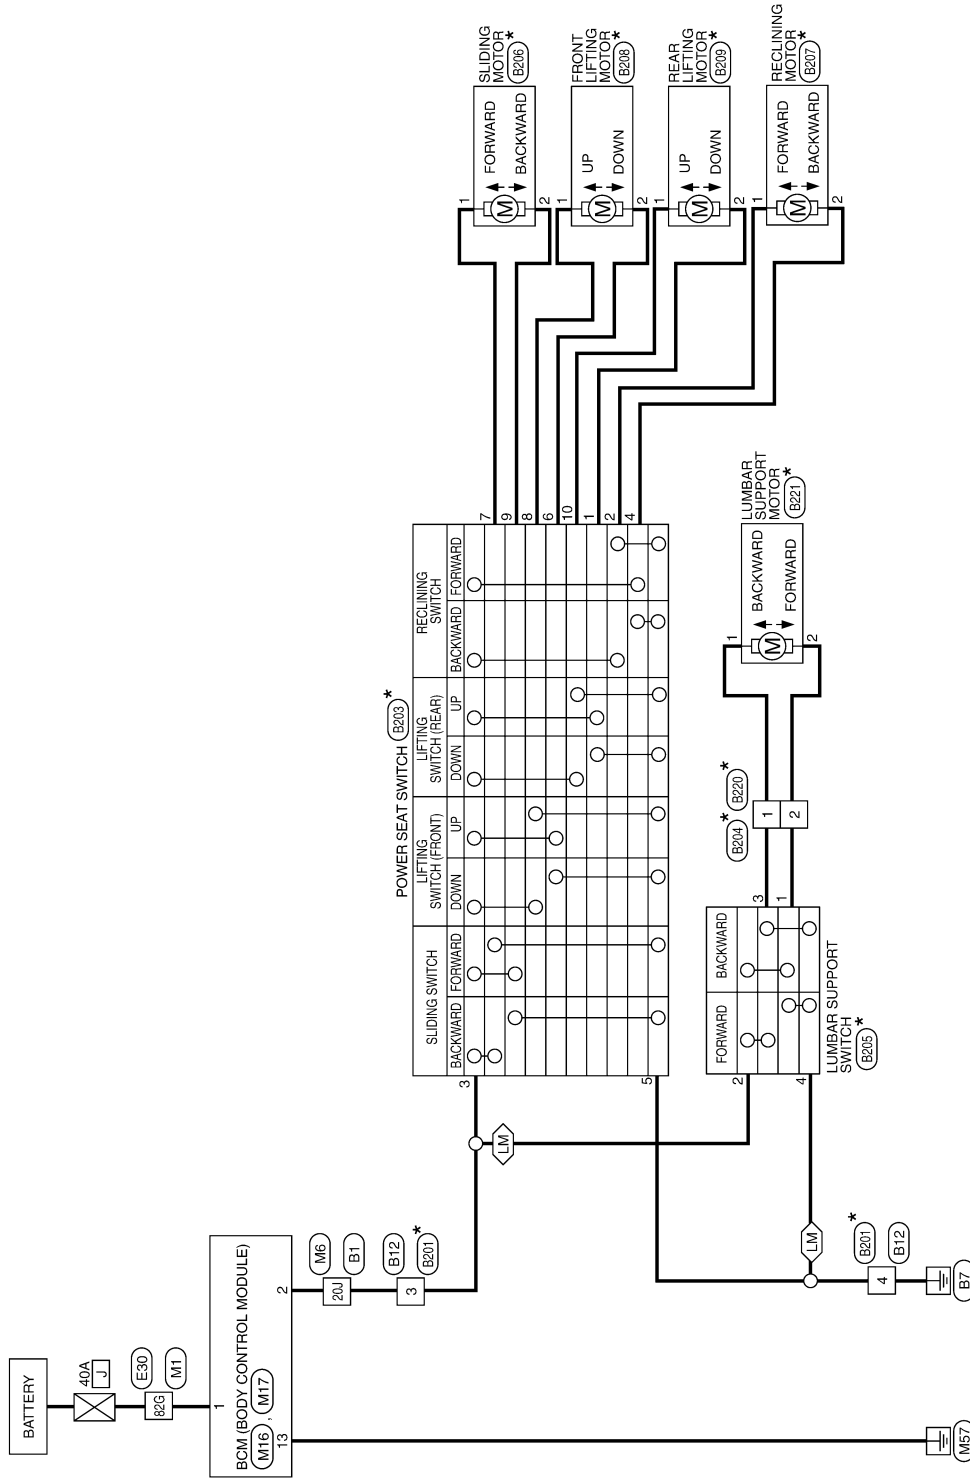 BATTERY
40A
J
82G
E30
M1
1
BCM (BODY CONTROL MODULE)
M16 , M17
13
2
M57
20J
M6
B1
3
B12
B201 *
LM
POWER SEAT SWITCH B203 *
SLIDING SWITCH
BACKWARD
FORWARD
LIFTING
SWITCH (FRONT)
DOWN
UP
LIFTING
SWITCH (REAR)
DOWN
UP
RECLINING
SWITCH
BACKWARD
FORWARD
3
5
7
9
8
6
10
1
2
4
SLIDING
MOTOR *
B206
1
M
2
FORWARD
BACKWARD
FRONT
LIFTING
MOTOR *
B208
1
M
2
UP
DOWN
REAR
LIFTING
MOTOR *
B209
1
M
2
UP
DOWN
RECLINING
MOTOR *
B207
1
M
2
FORWARD
BACKWARD
LM
4
B201 *
B12
B7
FORWARD
BACKWARD
2
4
3
1
LUMBAR SUPPORT
SWITCH *
B205
B204 *
B220 *
1
2
LUMBAR
SUPPORT
MOTOR *
B221
1
M
2
BACKWARD
FORWARD